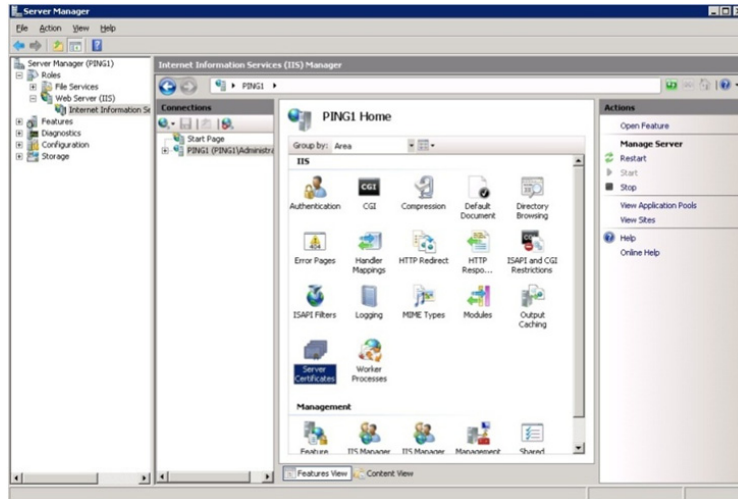 Server Manager
File Action View Help
Server Manager (PING1)
Roles
File Services
Web Server (IIS)
Internet Information Se
Features
Diagnostics
Configuration
Storage
Internet Information Services (IIS) Manager
PING1
Connections
Start Page
PING1 (PING1\Administra
PING1 Home
Group by: Area
IIS
Authentication CGI Compression Default Document Directory Browsing
Error Pages Handler Mappings HTTP Redirect HTTP Respo... ISAPI and CGI Restrictions
ISAPI Filters Logging MIME Types Modules Output Caching
Server Certificates Worker Processes
Management
Feature IIS Manager IIS Manager Management Shared
Features View Content View
Actions
Open Feature
Manage Server
Restart
Start
Stop
View Application Pools
View Sites
Help
Online Help